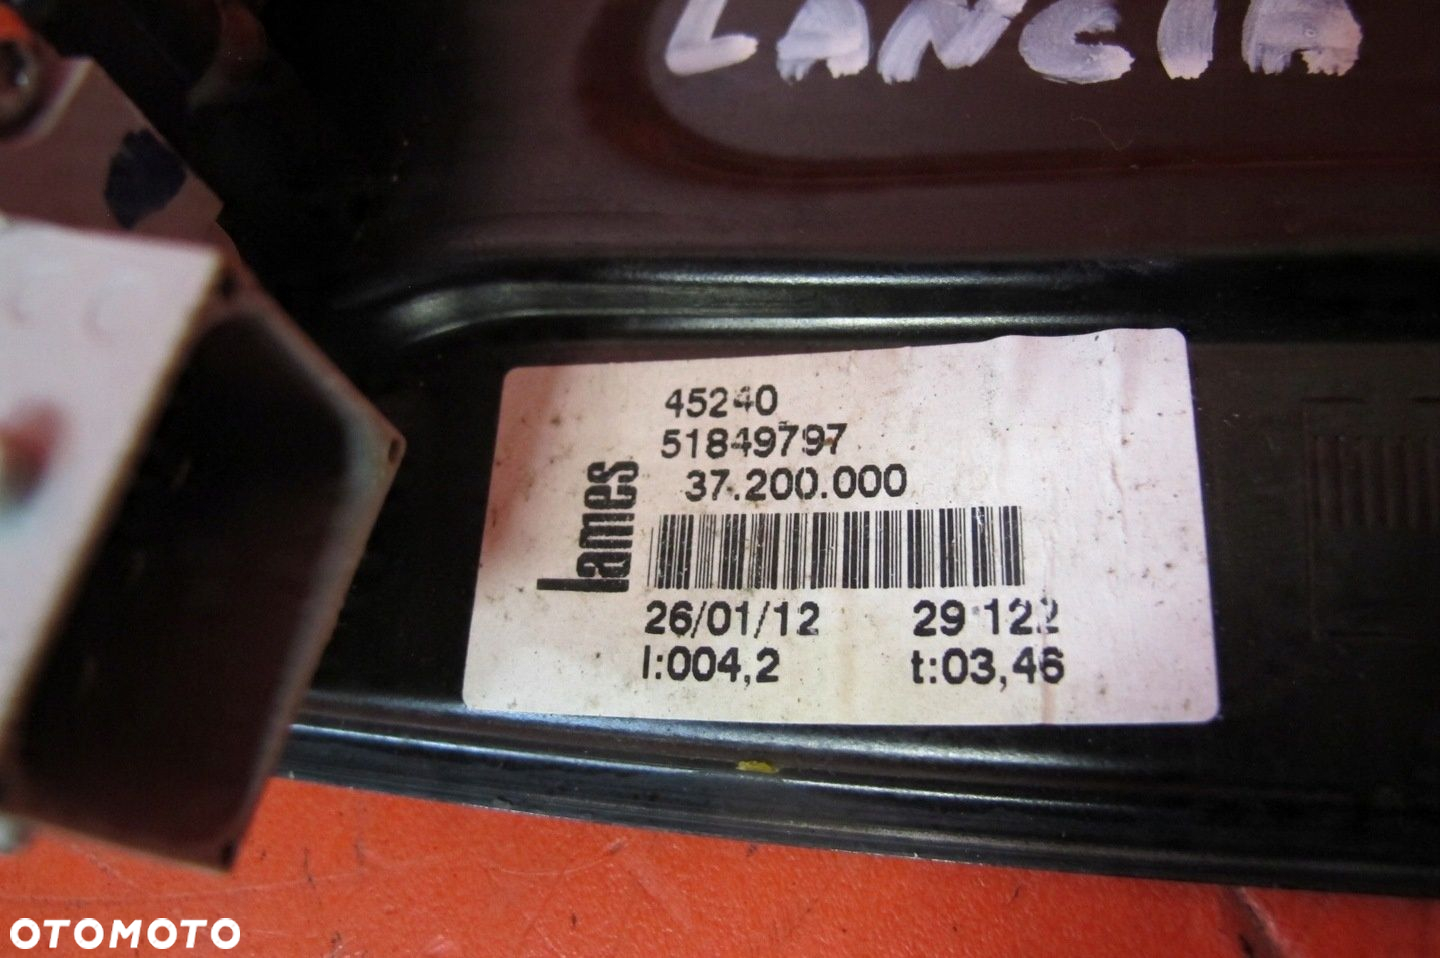 LANCIA
45240
51849797
37.200.000
lames
26/01/12 29 122
l:004,2 t:03,46
OTOMOTO